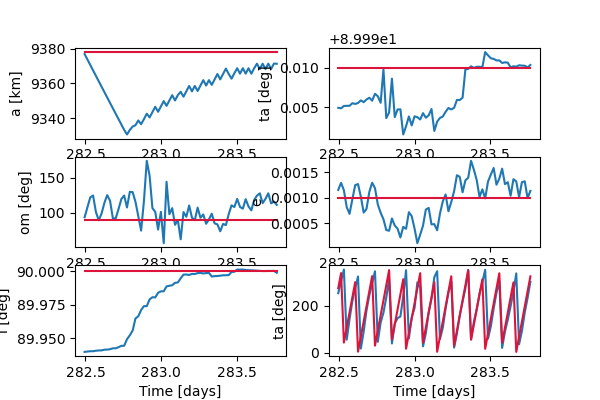 +8.999e1
9380
9360
9340
a [km]
282.5 283.0 283.5
0.010
0.005
ta [deg]
282.5 283.0 283.5
150
100
om [deg]
0.0015
0.0010
0.0005
e
90.000
89.975
89.950
i [deg]
282.5 283.0 283.5
Time [days]
200
0
ta [deg]
282.5 283.0 283.5
Time [days]